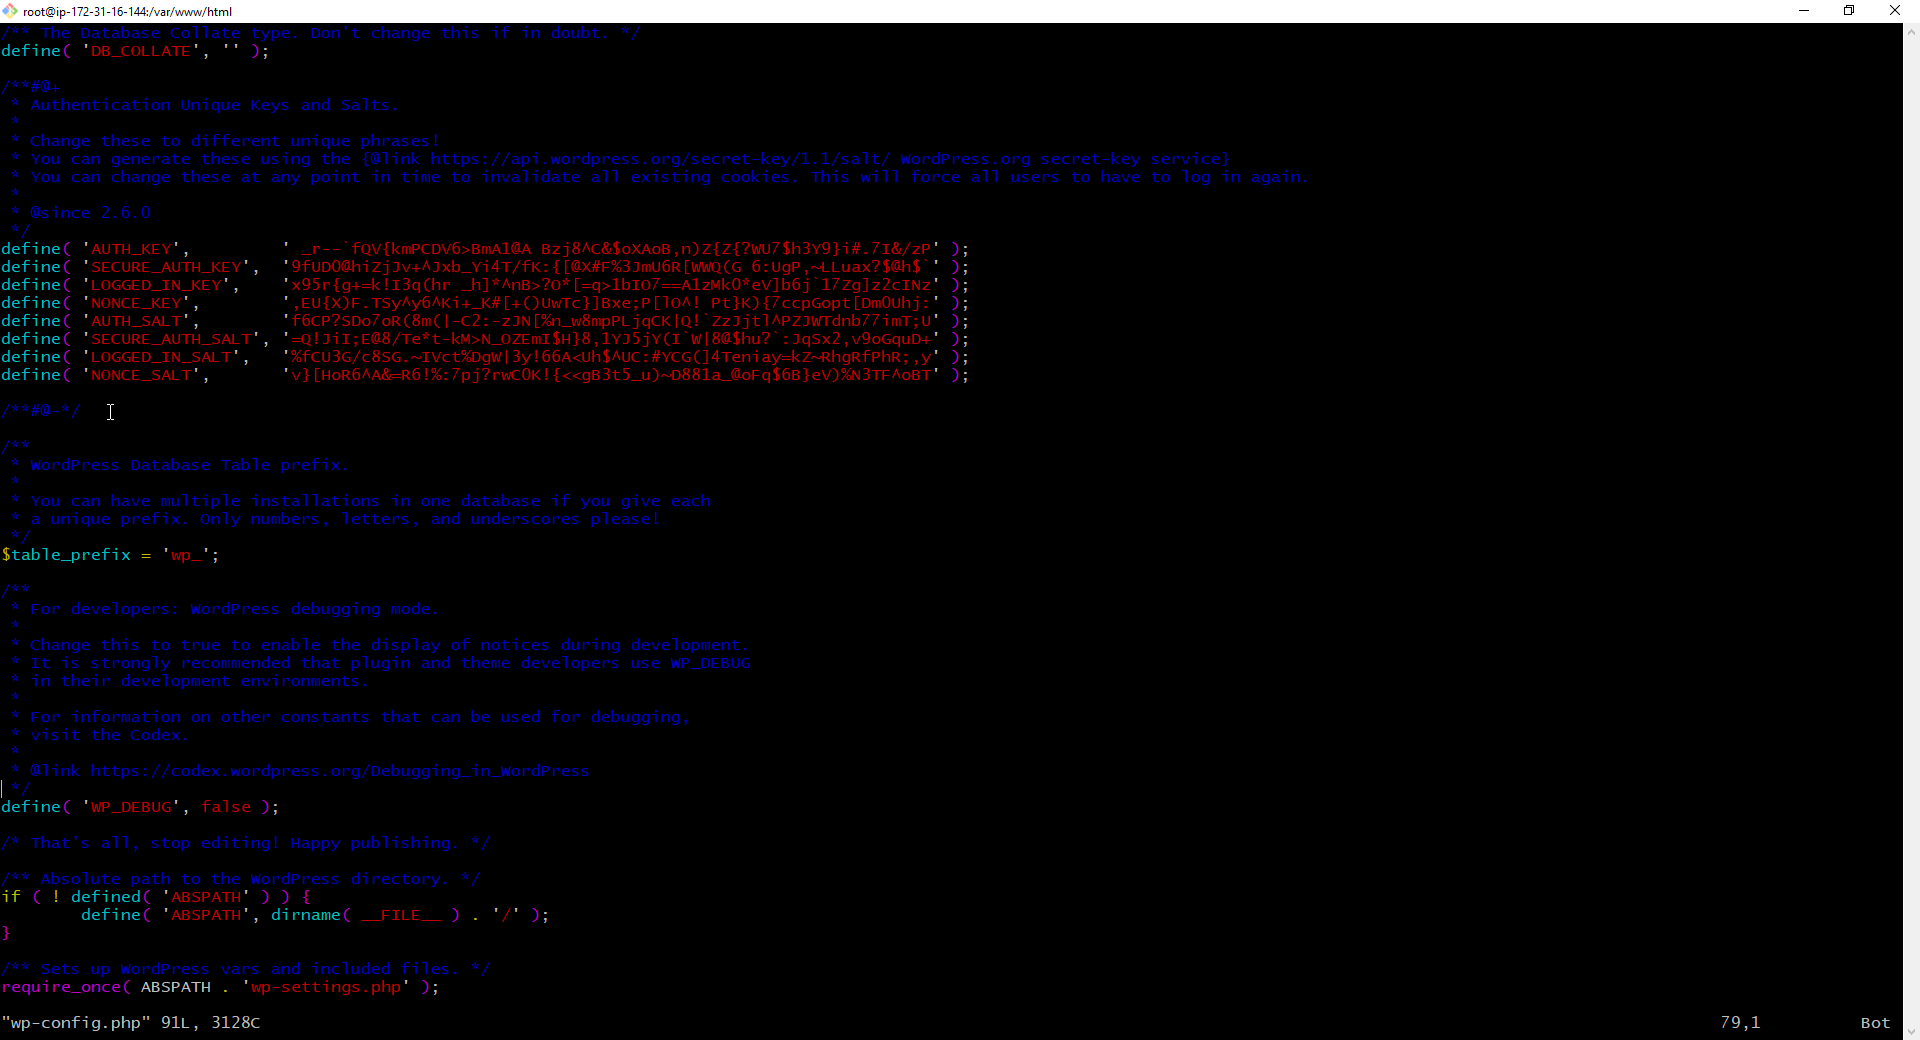 root@ip-172-31-16-144:/var/www/html
/** The Database Collate type. Don't change this if in doubt. */
define( 'DB_COLLATE', '' );
/**#@+
 * Authentication Unique Keys and Salts.
 *
 * Change these to different unique phrases!
 * You can generate these using the {@link https://api.wordpress.org/secret-key/1.1/salt/ WordPress.org secret-key service}
 * You can change these at any point in time to invalidate all existing cookies. This will force all users to have to log in again.
 *
 * @since 2.6.0
 */
define( 'AUTH_KEY',         ' _r--`fQV{kmPCDV6>BmAl@A Bzj8^C&$oXAoB,n)Z{Z{?WU7$h3Y9}i#.7I&/zP' );
define( 'SECURE_AUTH_KEY',  '9fUDO@hiZjJv+^Jxb_Yi4T/fK:{[@X#F%3JmU6R[WWQ(G 6:UgP,~LLuax?$@h$`' );
define( 'LOGGED_IN_KEY',    'x95r{g+=k!I3q(hr _h]*^nB>?O*[=q>1bIO7==A1zMkO*eV]b6j`17Zg]z2cINz' );
define( 'NONCE_KEY',        ',EU{X)F.TSy^y6^Ki+_K#[+()UwTc}]Bxe;P[lO^! Pt}K){7ccpGopt[DmOUhj:' );
define( 'AUTH_SALT',        'f6CP?SDo7oR(8m(|-C2:-zJN[%n_w8mpPLjqCK|Q!`ZzJjtl^PZJWTdnb77imT;U' );
define( 'SECURE_AUTH_SALT', '=Q!JiI;E@8/Te*t-kM>N_OZEmI$H}8,1YJ5jY(I`W|8@$hu?`:JqSx2,v9oGquD+' );
define( 'LOGGED_IN_SALT',   '%fCU3G/c8SG.~IVct%DgW|3y!66A<Uh$^UC:#YCG(]4Teniay=kZ~RhgRfPhR;,y' );
define( 'NONCE_SALT',       'v}[HoR6^A&=R6!%:7pj?rwC0K!{<<gB3t5_u)~D881a_@oFq$6B}eV)%N3TF^oBT' );
/**#@-*/
/**
 * WordPress Database Table prefix.
 *
 * You can have multiple installations in one database if you give each
 * a unique prefix. Only numbers, letters, and underscores please!
 */
$table_prefix = 'wp_';
/**
 * For developers: WordPress debugging mode.
 *
 * Change this to true to enable the display of notices during development.
 * It is strongly recommended that plugin and theme developers use WP_DEBUG
 * in their development environments.
 *
 * For information on other constants that can be used for debugging,
 * visit the Codex.
 *
 * @link https://codex.wordpress.org/Debugging_in_WordPress
 */
define( 'WP_DEBUG', false );
/* That's all, stop editing! Happy publishing. */
/** Absolute path to the WordPress directory. */
if ( ! defined( 'ABSPATH' ) ) {
        define( 'ABSPATH', dirname( __FILE__ ) . '/' );
}
/** Sets up WordPress vars and included files. */
require_once( ABSPATH . 'wp-settings.php' );
"wp-config.php" 91L, 3128C 79,1 Bot